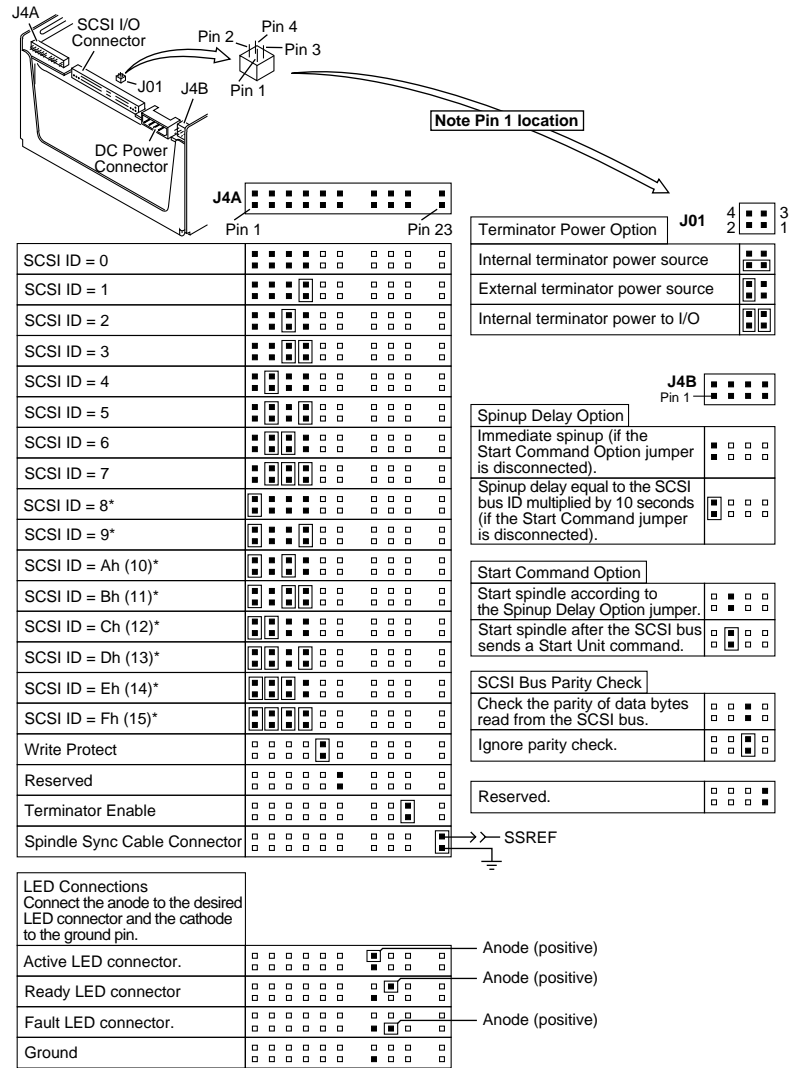 J4A
SCSI I/O
Connector
Pin 2
Pin 4
Pin 3
Pin 1
J01
J4B
DC Power
Connector
Note Pin 1 location
J4A
Pin 1
Pin 23
SCSI ID = 0
SCSI ID = 1
SCSI ID = 2
SCSI ID = 3
SCSI ID = 4
SCSI ID = 5
SCSI ID = 6
SCSI ID = 7
SCSI ID = 8*
SCSI ID = 9*
SCSI ID = Ah (10)*
SCSI ID = Bh (11)*
SCSI ID = Ch (12)*
SCSI ID = Dh (13)*
SCSI ID = Eh (14)*
SCSI ID = Fh (15)*
Write Protect
Reserved
Terminator Enable
Spindle Sync Cable Connector
SSREF
Terminator Power Option
J01
4
3
2
1
Internal terminator power source
External terminator power source
Internal terminator power to I/O
J4B
Pin 1
Spinup Delay Option
Immediate spinup (if the
Start Command Option jumper
is disconnected).
Spinup delay equal to the SCSI
bus ID multiplied by 10 seconds
(if the Start Command jumper
is disconnected).
Start Command Option
Start spindle according to
the Spinup Delay Option jumper.
Start spindle after the SCSI bus
sends a Start Unit command.
SCSI Bus Parity Check
Check the parity of data bytes
read from the SCSI bus.
Ignore parity check.
Reserved.
LED Connections
Connect the anode to the desired
LED connector and the cathode
to the ground pin.
Active LED connector.
Anode (positive)
Ready LED connector
Anode (positive)
Fault LED connector.
Anode (positive)
Ground